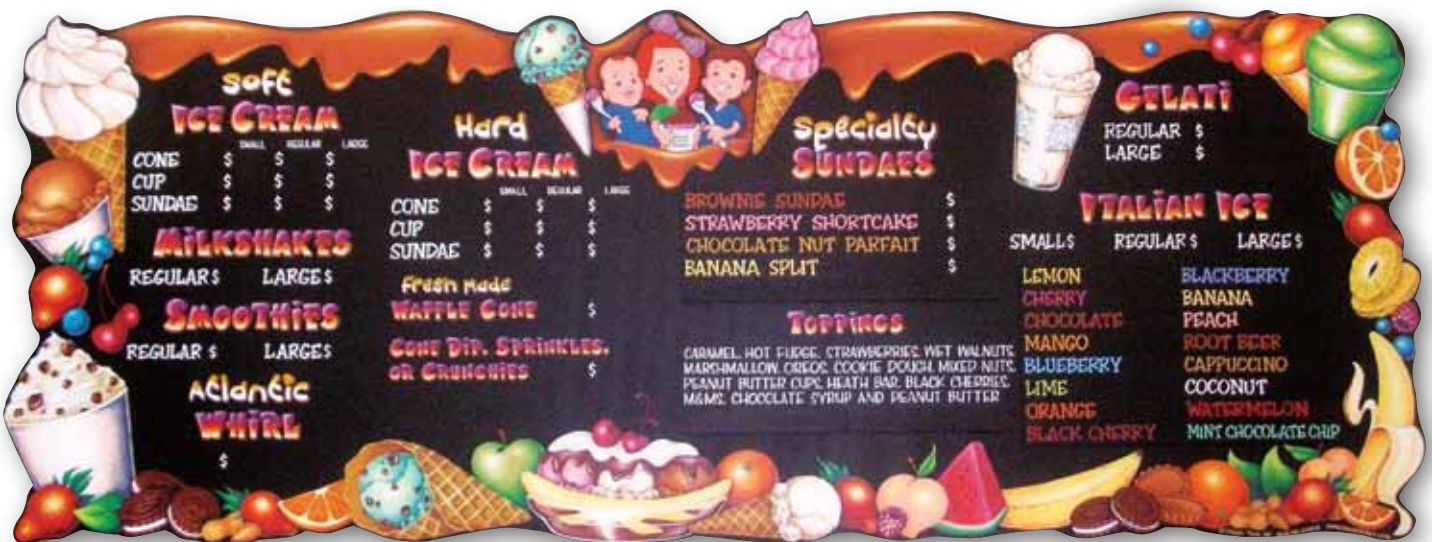 Soft
ICE CREAM
SMALL REGULAR LARGE
CONE $ $ $
CUP $ $ $
SUNDAE $ $ $
MILKSHAKES
REGULAR $ LARGE $
SMOOTHIES
REGULAR $ LARGE $
Atlantic
WHIRL
$
Hard
ICE CREAM
SMALL REGULAR LARGE
CONE $ $ $
CUP $ $ $
SUNDAE $ $ $
Fresh made
WAFFLE CONE $
CONE DIP, SPRINKLES,
OR CRUNCHIES $
Specialty
SUNDAES
BROWNIE SUNDAE $
STRAWBERRY SHORTCAKE $
CHOCOLATE NUT PARFAIT $
BANANA SPLIT $
TOPPINGS
CARAMEL, HOT FUDGE, STRAWBERRIES, WET WALNUTS,
MARSHMALLOW, OREOS, COOKIE DOUGH, MIXED NUTS,
PEANUT BUTTER CUPS, HEATH BAR, BLACK CHERRIES,
M&MS, CHOCOLATE SYRUP AND PEANUT BUTTER
GELATI
REGULAR $
LARGE $
ITALIAN ICE
SMALL $ REGULAR $ LARGE $
LEMON BLACKBERRY
CHERRY BANANA
CHOCOLATE PEACH
MANGO ROOT BEER
BLUEBERRY CAPPUCCINO
LIME COCONUT
ORANGE WATERMELON
BLACK CHERRY MINT CHOCOLATE CHIP